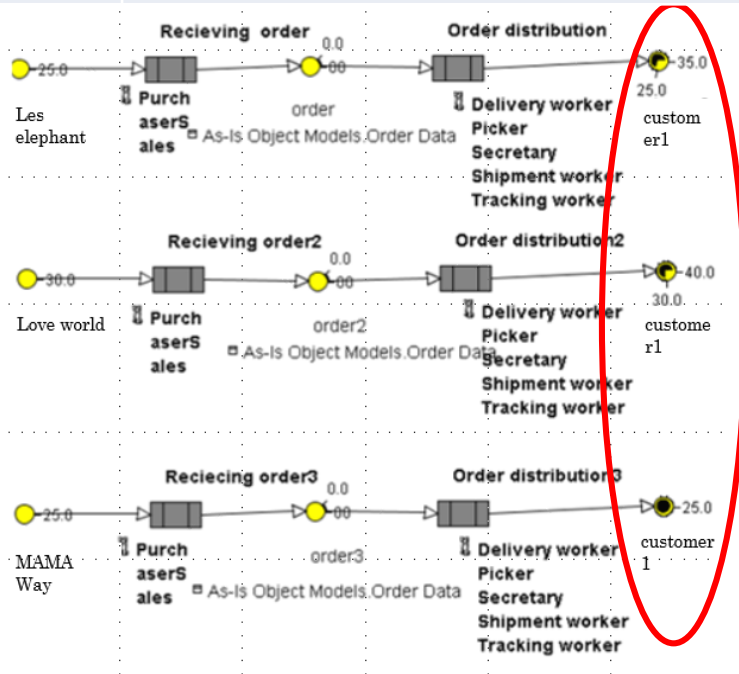 Recieving order
Order distribution
0.0
25.0
00
35.0
25.0
Les
elephant
Purch
aserS
ales
order
As-Is Object Models.Order Data
Delivery worker
Picker
Secretary
Shipment worker
Tracking worker
custom
er1
Recieving order2
Order distribution2
0.0
30.0
00
40.0
30.0
Love world
Purch
aserS
ales
order2
As-Is Object Models.Order Data
Delivery worker
Picker
Secretary
Shipment worker
Tracking worker
custome
r1
Reciecing order3
Order distribution3
0.0
25.0
00
25.0
MAMA
Way
Purch
aserS
ales
order3
As-Is Object Models.Order Data
Delivery worker
Picker
Secretary
Shipment worker
Tracking worker
customer
1